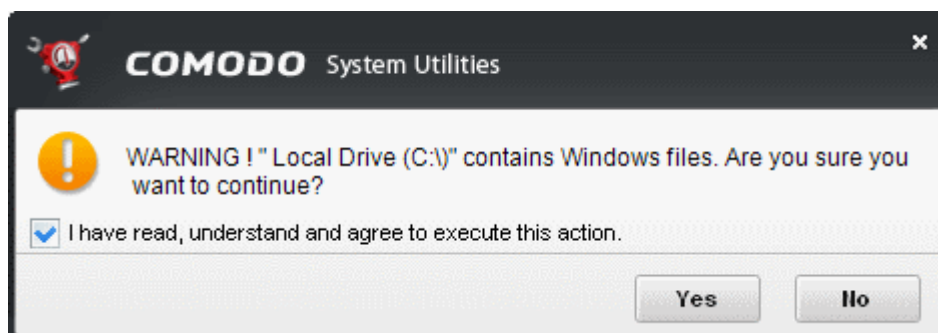 COMODO System Utilities
WARNING ! " Local Drive (C:\)" contains Windows files. Are you sure you
want to continue?
I have read, understand and agree to execute this action.
Yes No